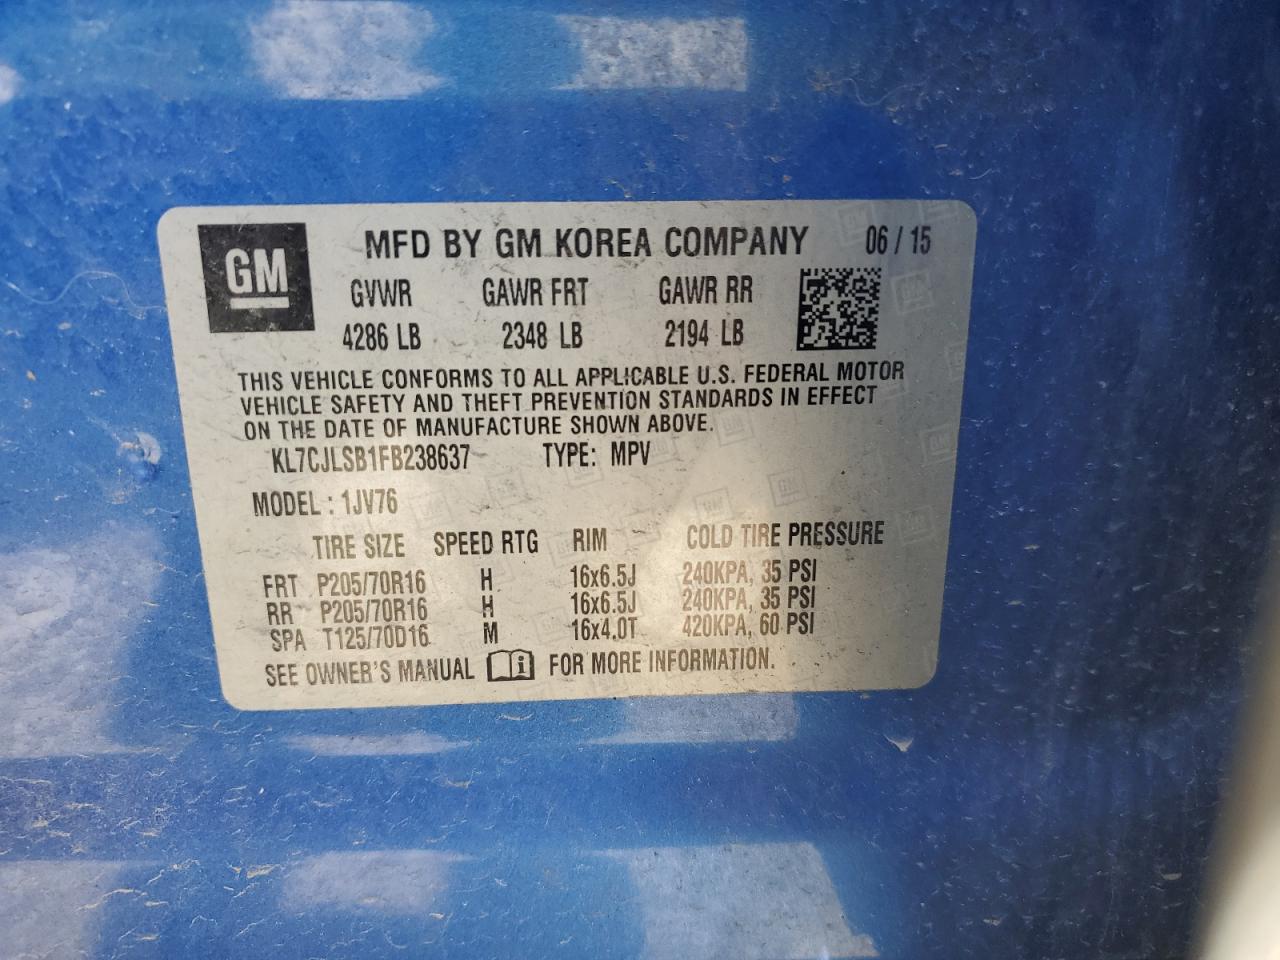 GM
MFD BY GM KOREA COMPANY 06 / 15
GVWR GAWR FRT GAWR RR
4286 LB 2348 LB 2194 LB
THIS VEHICLE CONFORMS TO ALL APPLICABLE U.S. FEDERAL MOTOR
VEHICLE SAFETY AND THEFT PREVENTION STANDARDS IN EFFECT
ON THE DATE OF MANUFACTURE SHOWN ABOVE.
KL7CJLSB1FB238637 TYPE: MPV
MODEL : 1JV76
TIRE SIZE SPEED RTG RIM COLD TIRE PRESSURE
FRT P205/70R16 H 16x6.5J 240KPA, 35 PSI
RR P205/70R16 H 16x6.5J 240KPA, 35 PSI
SPA T125/70D16 M 16x4.0T 420KPA, 60 PSI
SEE OWNER'S MANUAL i FOR MORE INFORMATION.